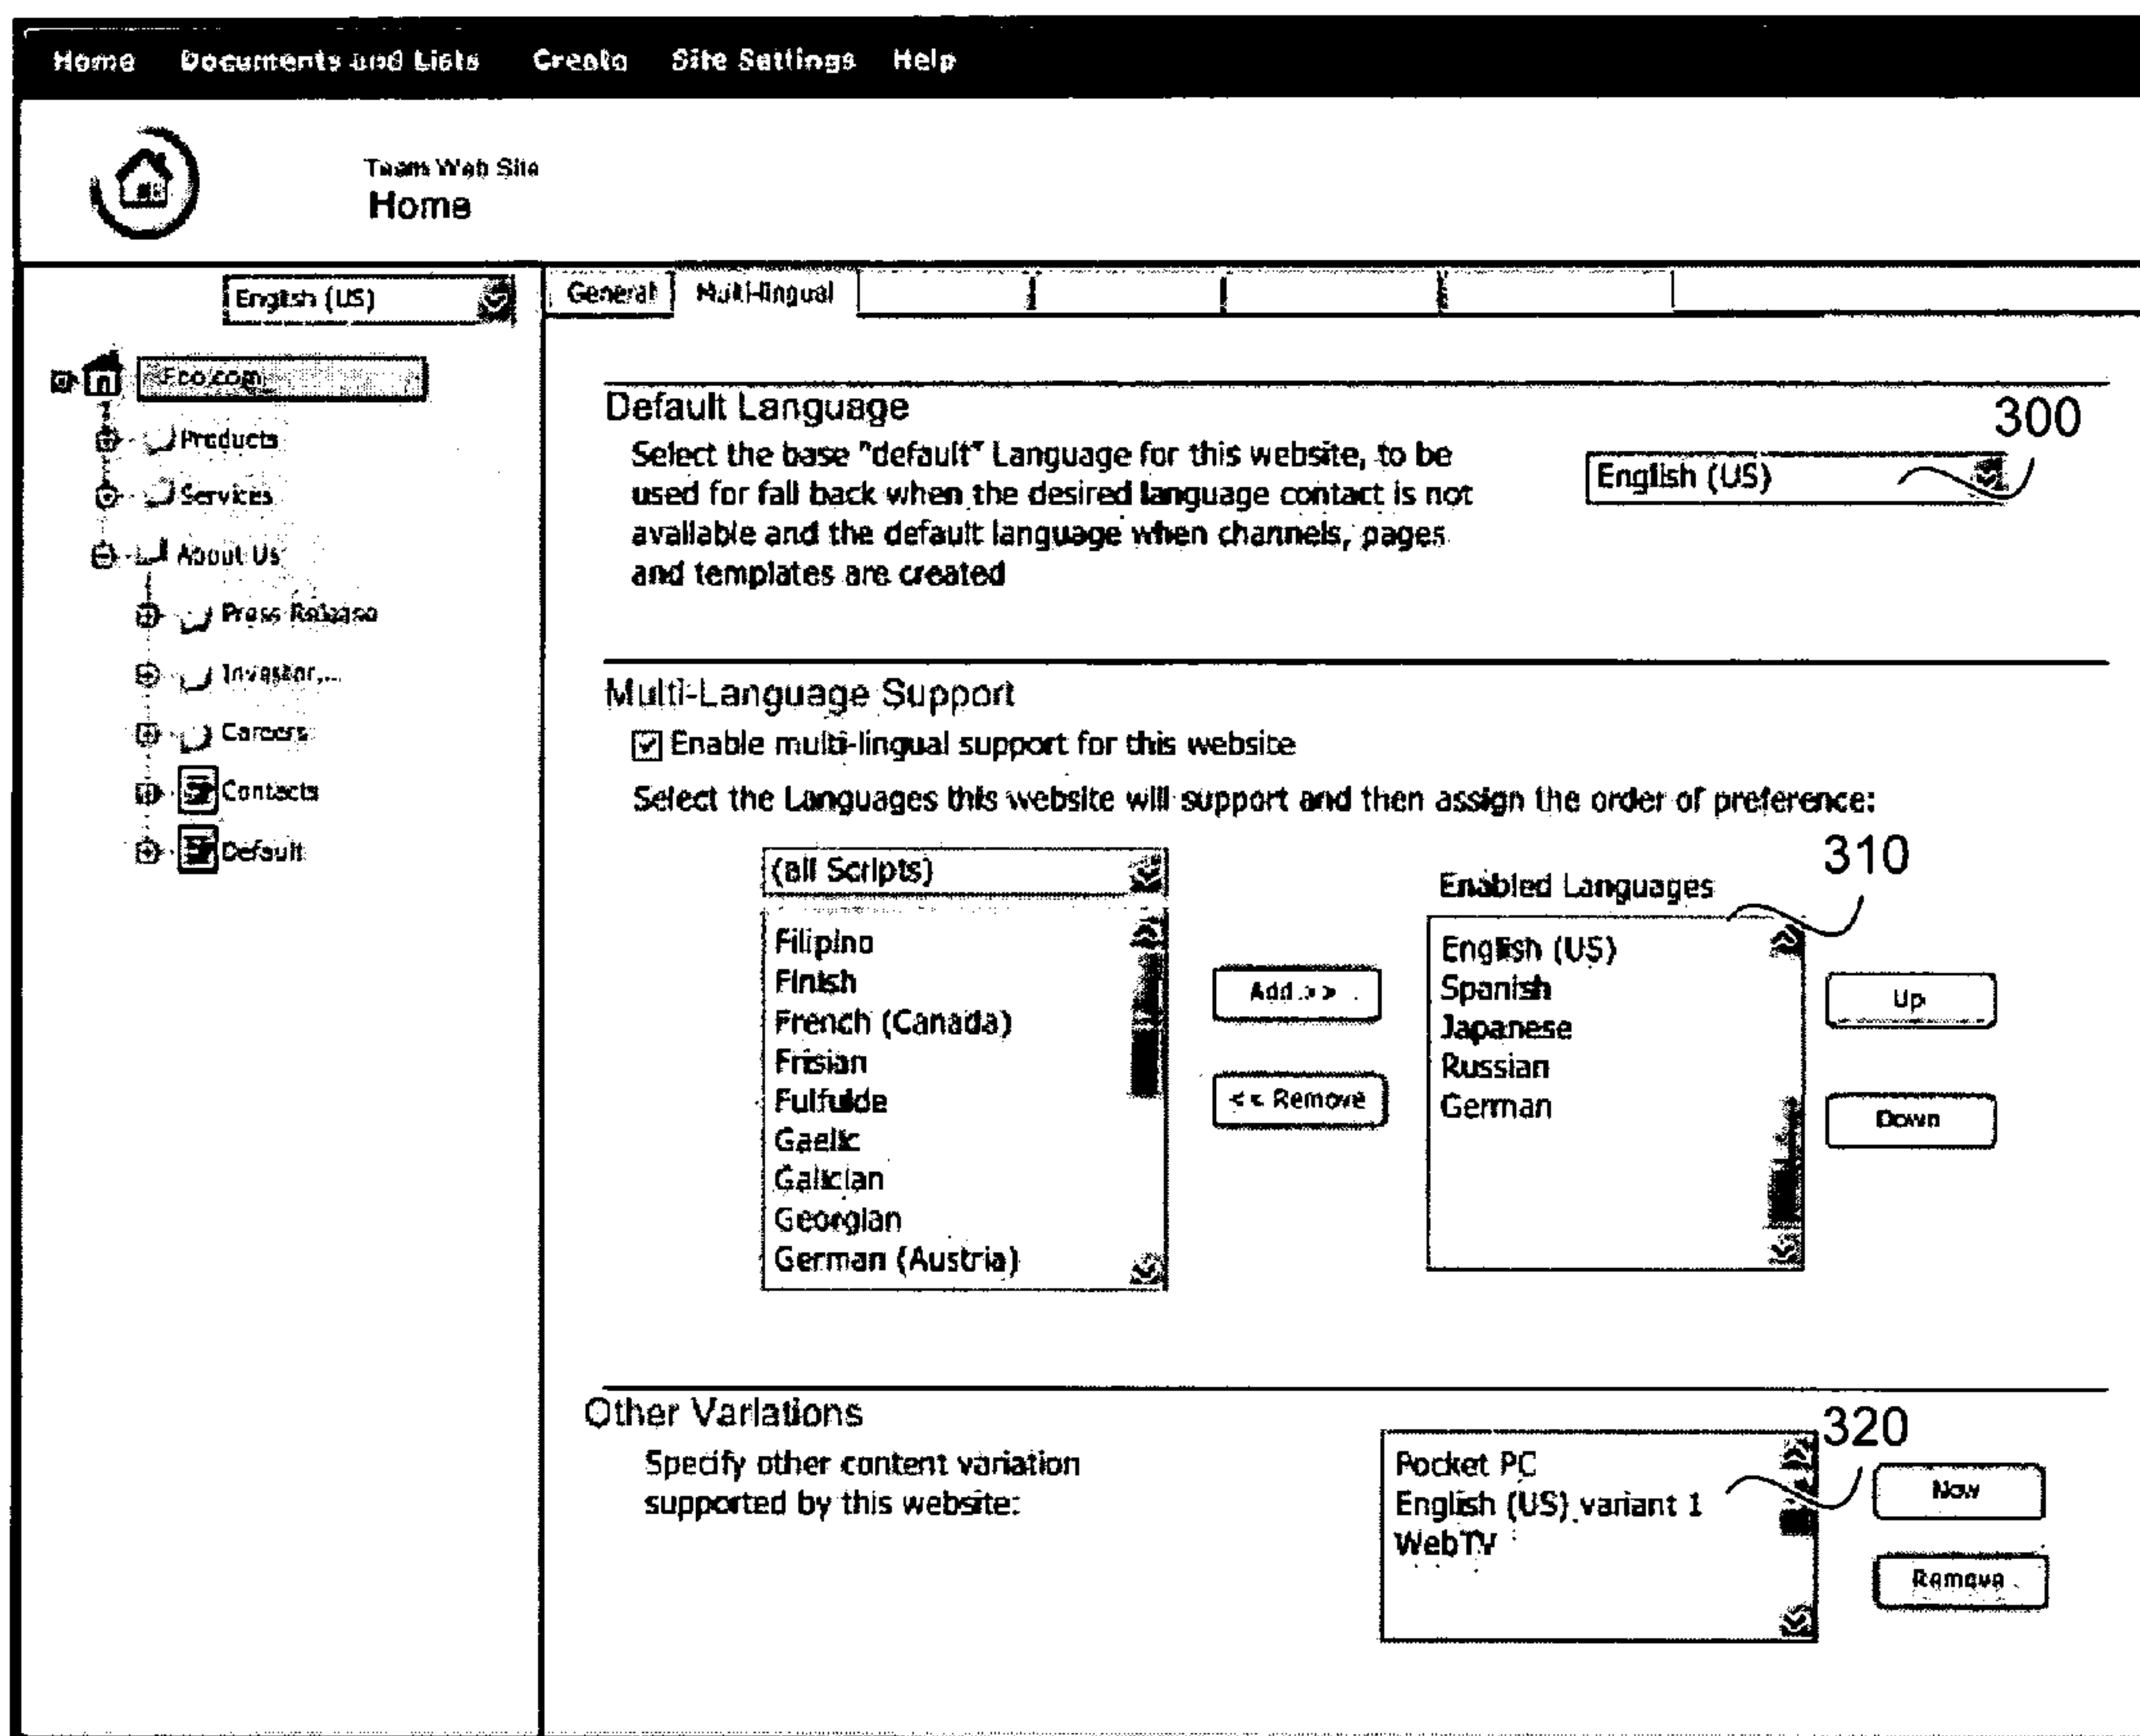 Home Documents and Lists Create Site Settings Help
Team Web Site
Home
English (US)
General Multi-lingual
Foo.com
Products
Services
About Us
Press Release
Investor,...
Careers
Contacts
Default
Default Language
300
Select the base "default" Language for this website, to be
used for fall back when the desired language contact is not
available and the default language when channels, pages
and templates are created
English (US)
Multi-Language Support
Enable multi-lingual support for this website
Select the Languages this website will support and then assign the order of preference:
310
(all Scripts)
Filipino
Finish
French (Canada)
Frisian
Fulfulde
Gaelic
Galician
Georgian
German (Austria)
Add >>
<< Remove
Enabled Languages
English (US)
Spanish
Japanese
Russian
German
Up
Down
Other Variations
320
Specify other content variation
supported by this website:
Pocket PC
English (US) variant 1
WebTV
New
Remove